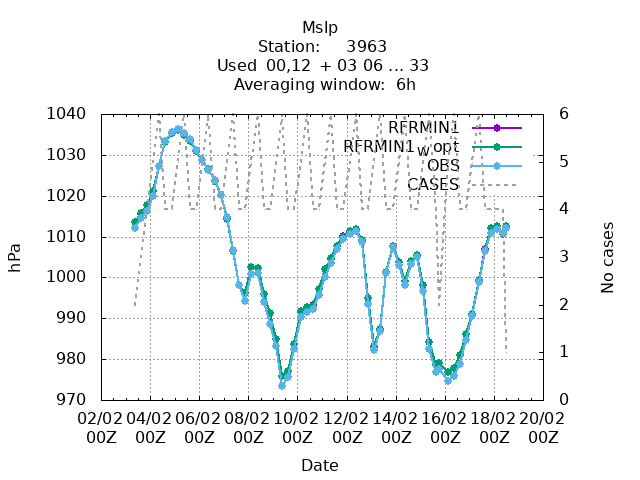 Mslp
Station: 3963
Used 00,12 + 03 06 ... 33
Averaging window: 6h
1040
1030
1020
1010
1000
990
980
970
hPa
6
5
4
3
2
1
0
No cases
RFRMIN1
RFRMIN1_w_opt
OBS
CASES
02/02 04/02 06/02 08/02 10/02 12/02 14/02 16/02 18/02 20/02
00Z 00Z 00Z 00Z 00Z 00Z 00Z 00Z 00Z 00Z
Date